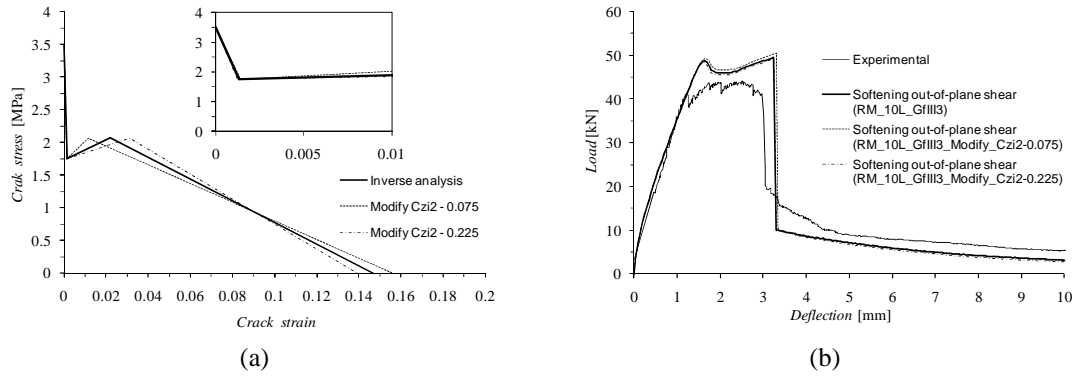 4
3.5
3
2.5
2
1.5
1
0.5
0
Crak stress [MPa]
0 0.02 0.04 0.06 0.08 0.1 0.12 0.14 0.16 0.18 0.2
Crack strain
4
3
2
1
0
0 0.005 0.01
Inverse analysis
Modify Czi2 - 0.075
Modify Czi2 - 0.225
(a)
60
50
40
30
20
10
0
Load [kN]
0 1 2 3 4 5 6 7 8 9 10
Deflection [mm]
Experimental
Softening out-of-plane shear
(RM_10L_GfIII3)
Softening out-of-plane shear
(RM_10L_GfIII3_Modify_Czi2-0.075)
Softening out-of-plane shear
(RM_10L_GfIII3_Modify_Czi2-0.225)
(b)